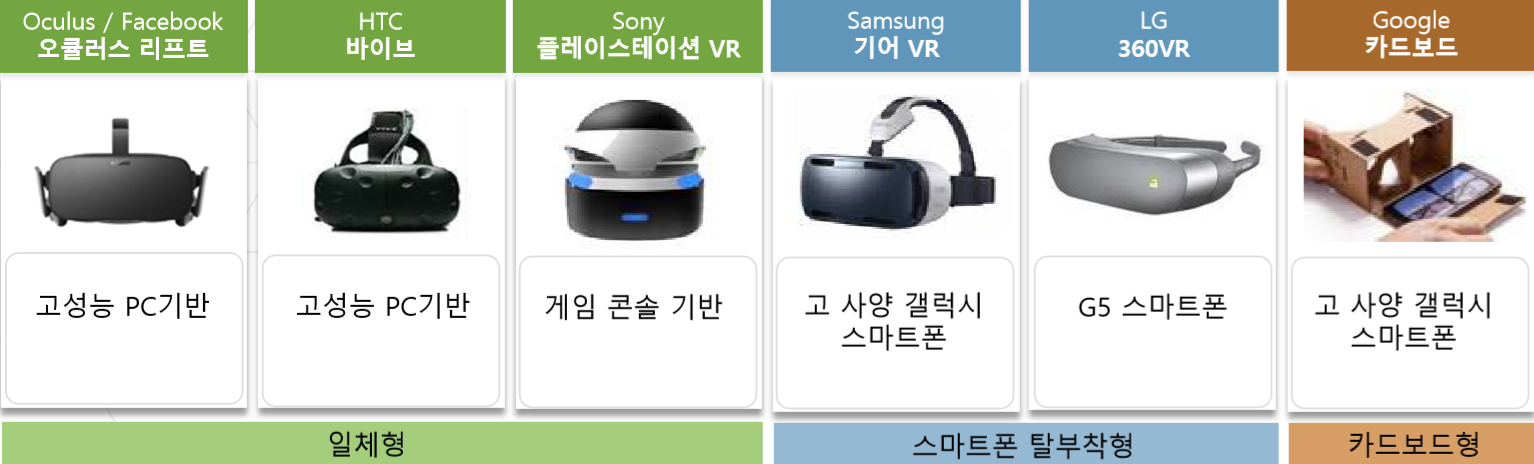 Oculus / Facebook
오큘러스 리프트
HTC
바이브
Sony
플레이스테이션 VR
Samsung
기어 VR
LG
360VR
Google
카드보드
고성능 PC기반
고성능 PC기반
게임 콘솔 기반
고 사양 갤럭시
스마트폰
G5 스마트폰
고 사양 갤럭시
스마트폰
일체형
스마트폰 탈부착형
카드보드형